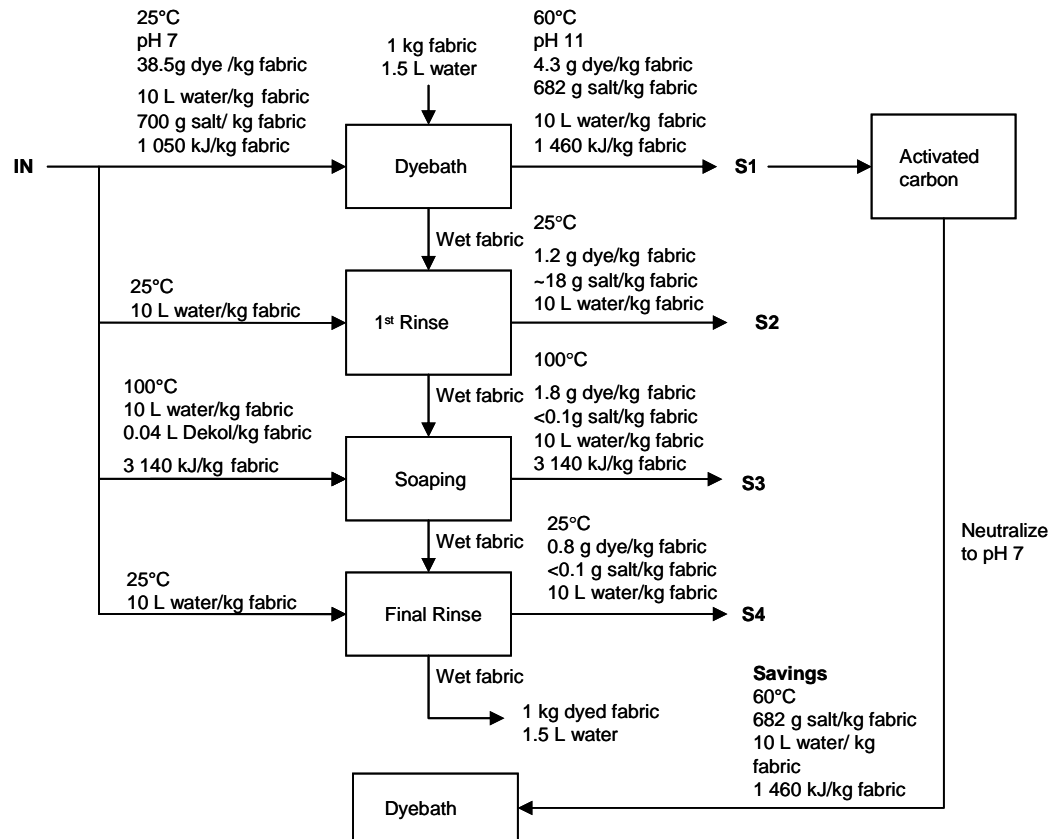 25°C
pH 7
38.5g dye /kg fabric
10 L water/kg fabric
700 g salt/ kg fabric
1 050 kJ/kg fabric
1 kg fabric
1.5 L water
60°C
pH 11
4.3 g dye/kg fabric
682 g salt/kg fabric
10 L water/kg fabric
1 460 kJ/kg fabric
IN
Dyebath
S1
Activated
carbon
Wet fabric
25°C
1.2 g dye/kg fabric
~18 g salt/kg fabric
10 L water/kg fabric
25°C
10 L water/kg fabric
1st Rinse
S2
Wet fabric
100°C
1.8 g dye/kg fabric
<0.1g salt/kg fabric
10 L water/kg fabric
3 140 kJ/kg fabric
100°C
10 L water/kg fabric
0.04 L Dekol/kg fabric
3 140 kJ/kg fabric
Soaping
S3
Wet fabric
25°C
0.8 g dye/kg fabric
<0.1 g salt/kg fabric
10 L water/kg fabric
Neutralize
to pH 7
25°C
10 L water/kg fabric
Final Rinse
S4
Wet fabric
1 kg dyed fabric
1.5 L water
Savings
60°C
682 g salt/kg fabric
10 L water/ kg
fabric
1 460 kJ/kg fabric
Dyebath